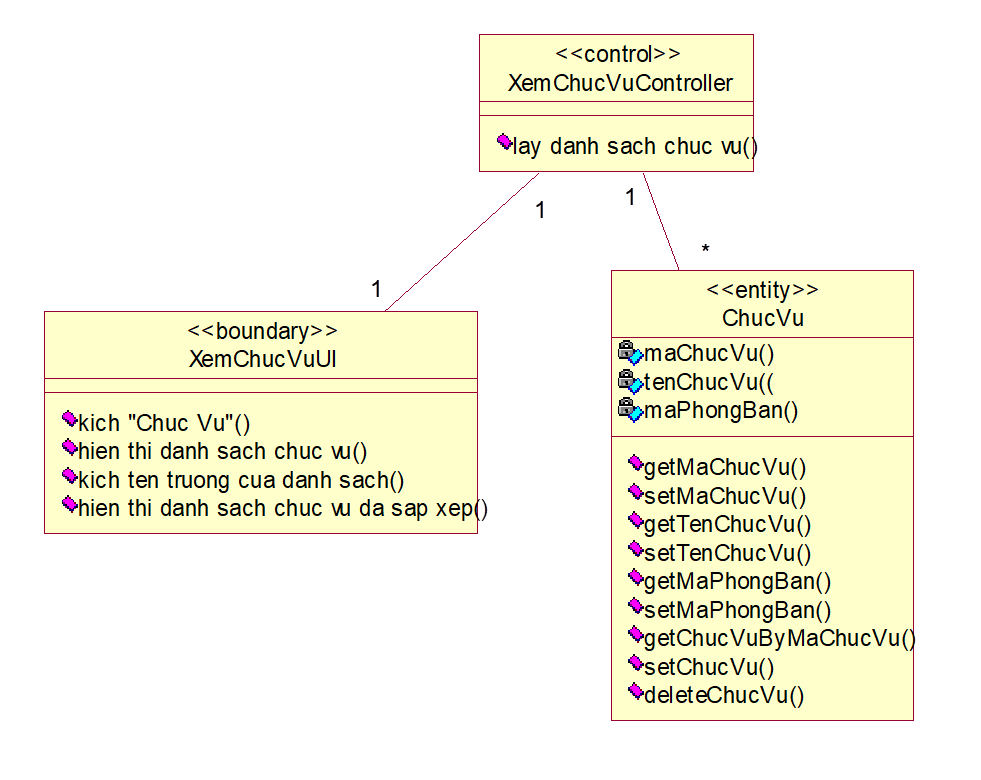 <<control>>
XemChucVuController
lay danh sach chuc vu()
1
1
*
1
<<boundary>>
XemChucVuUI
kich "Chuc Vu"()
hien thi danh sach chuc vu()
kich ten truong cua danh sach()
hien thi danh sach chuc vu da sap xep()
<<entity>>
ChucVu
maChucVu()
tenChucVu((
maPhongBan()
getMaChucVu()
setMaChucVu()
getTenChucVu()
setTenChucVu()
getMaPhongBan()
setMaPhongBan()
getChucVuByMaChucVu()
setChucVu()
deleteChucVu()